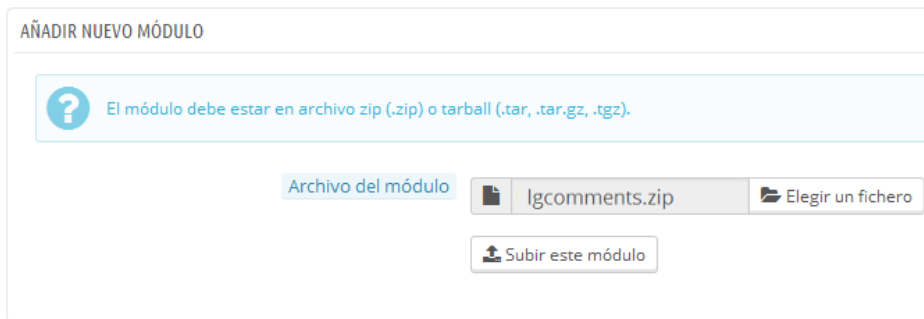 AÑADIR NUEVO MÓDULO
El módulo debe estar en archivo zip (.zip) o tarball (.tar, .tar.gz, .tgz).
Archivo del módulo lgcomments.zip Elegir un fichero
Subir este módulo